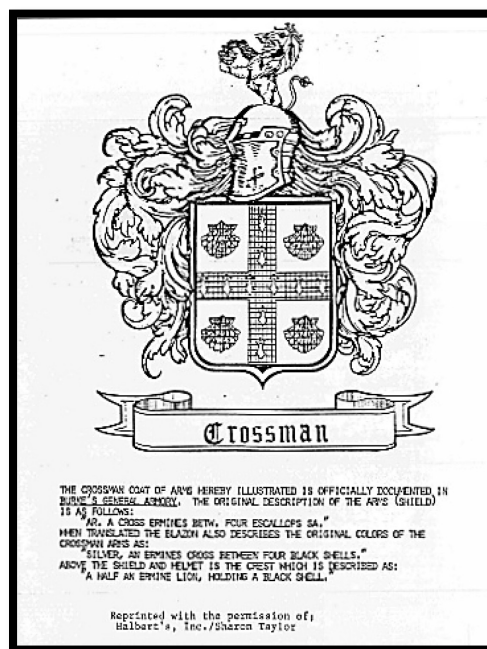 Crossman
THE CROSSMAN COAT OF ARMS HEREBY ILLUSTRATED IS OFFICIALLY DOCUMENTED IN
BURKE'S GENERAL ARMORY. THE ORIGINAL DESCRIPTION OF THE ARMS (SHIELD)
IS AS FOLLOWS:
"AR. A CROSS ERMINES BETW. FOUR ESCALLOPS SA."
WHEN TRANSLATED THE BLAZON ALSO DESCRIBES THE ORIGINAL COLORS OF THE
CROSSMAN ARMS AS:
"SILVER, AN ERMINES CROSS BETWEEN FOUR BLACK SHELLS."
ABOVE THE SHIELD AND HELMET IS THE CREST WHICH IS DESCRIBED AS:
"A HALF AN ERMINE LION, HOLDING A BLACK SHELL."
Reprinted with the permission of;
Halbert's, Inc./Sharon Taylor